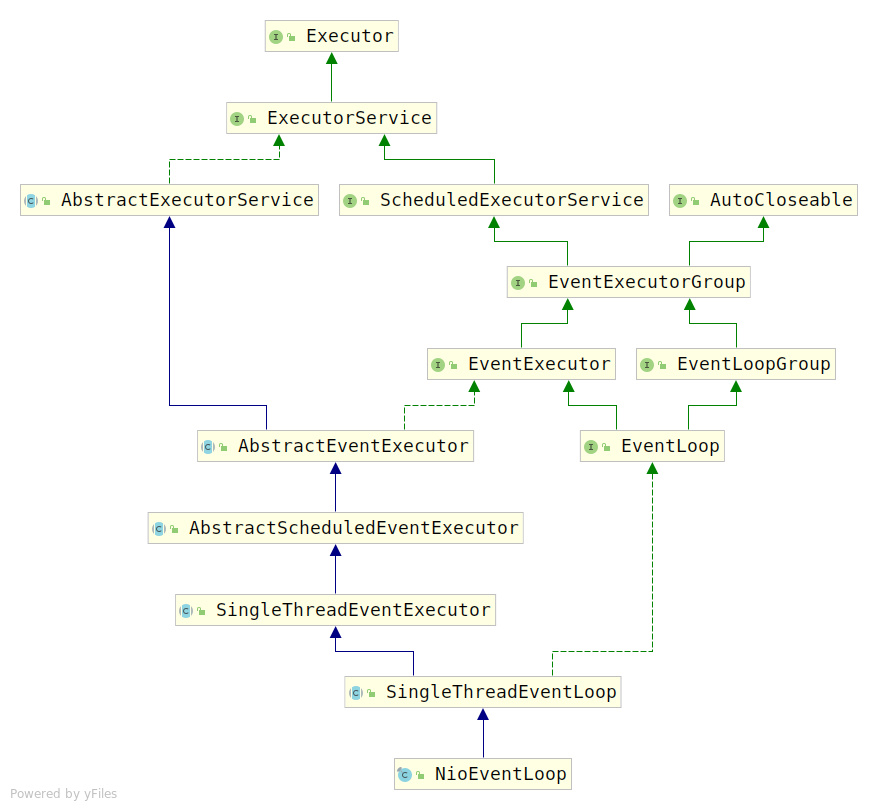 Executor
ExecutorService
AbstractExecutorService
ScheduledExecutorService
AutoCloseable
EventExecutorGroup
EventExecutor
EventLoopGroup
AbstractEventExecutor
EventLoop
AbstractScheduledEventExecutor
SingleThreadEventExecutor
SingleThreadEventLoop
NioEventLoop
Powered by yFiles